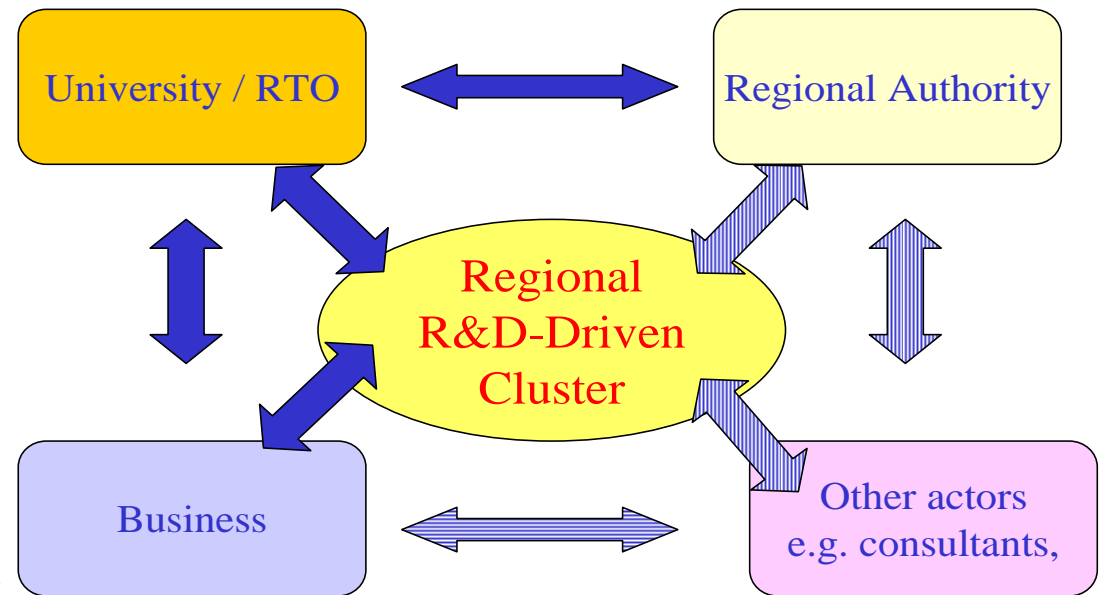 University / RTO
Regional Authority
Regional
R&D-Driven
Cluster
Business
Other actors
e.g. consultants,